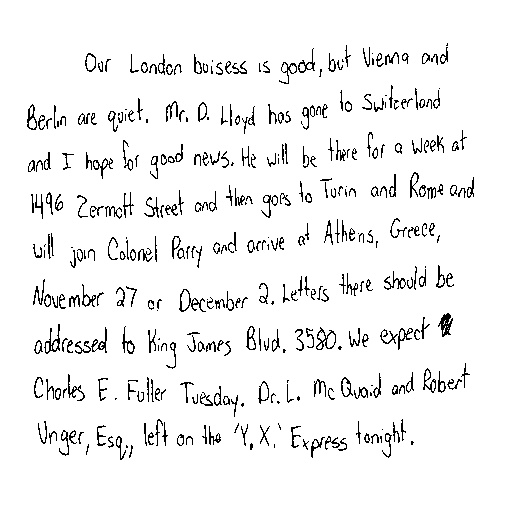 Our London buisess is good, but Vienna and
Berlin are quiet. Mr. D. Lloyd has gone to Switzerland
and I hope for good news. He will be there for a week at
1496 Zermott Street and then goes to Turin and Rome and
will join Colonel Parry and arrive at Athens, Greece,
November 27 or December 2. Letters there should be
addressed to King James Blvd. 3580. We expect
Charles E. Fuller Tuesday. Dr. L. McQuaid and Robert
Unger, Esq., left on the 'Y.X.' Express tonight.